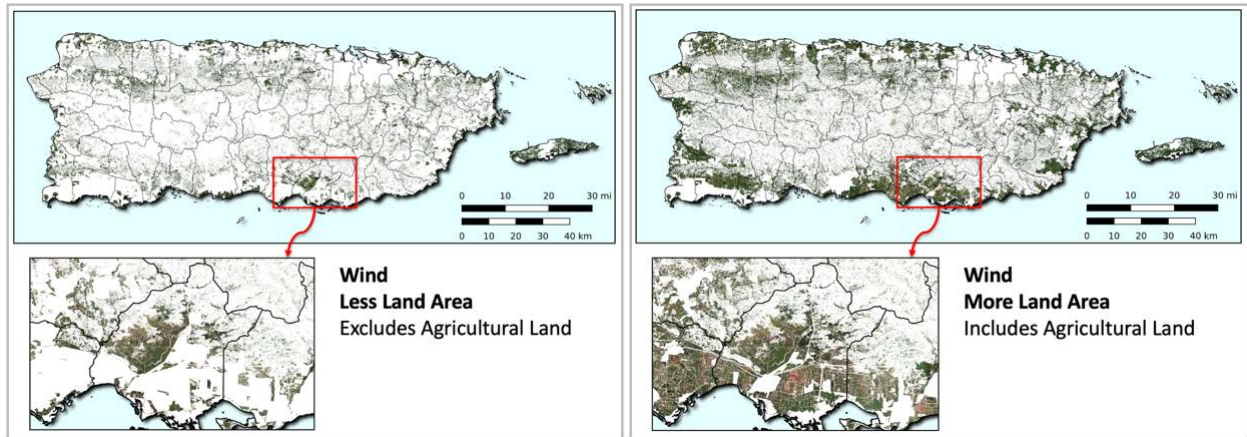 0 10 20 30 mi
0 10 20 30 40 km
Wind
Less Land Area
Excludes Agricultural Land
0 10 20 30 mi
0 10 20 30 40 km
Wind
More Land Area
Includes Agricultural Land